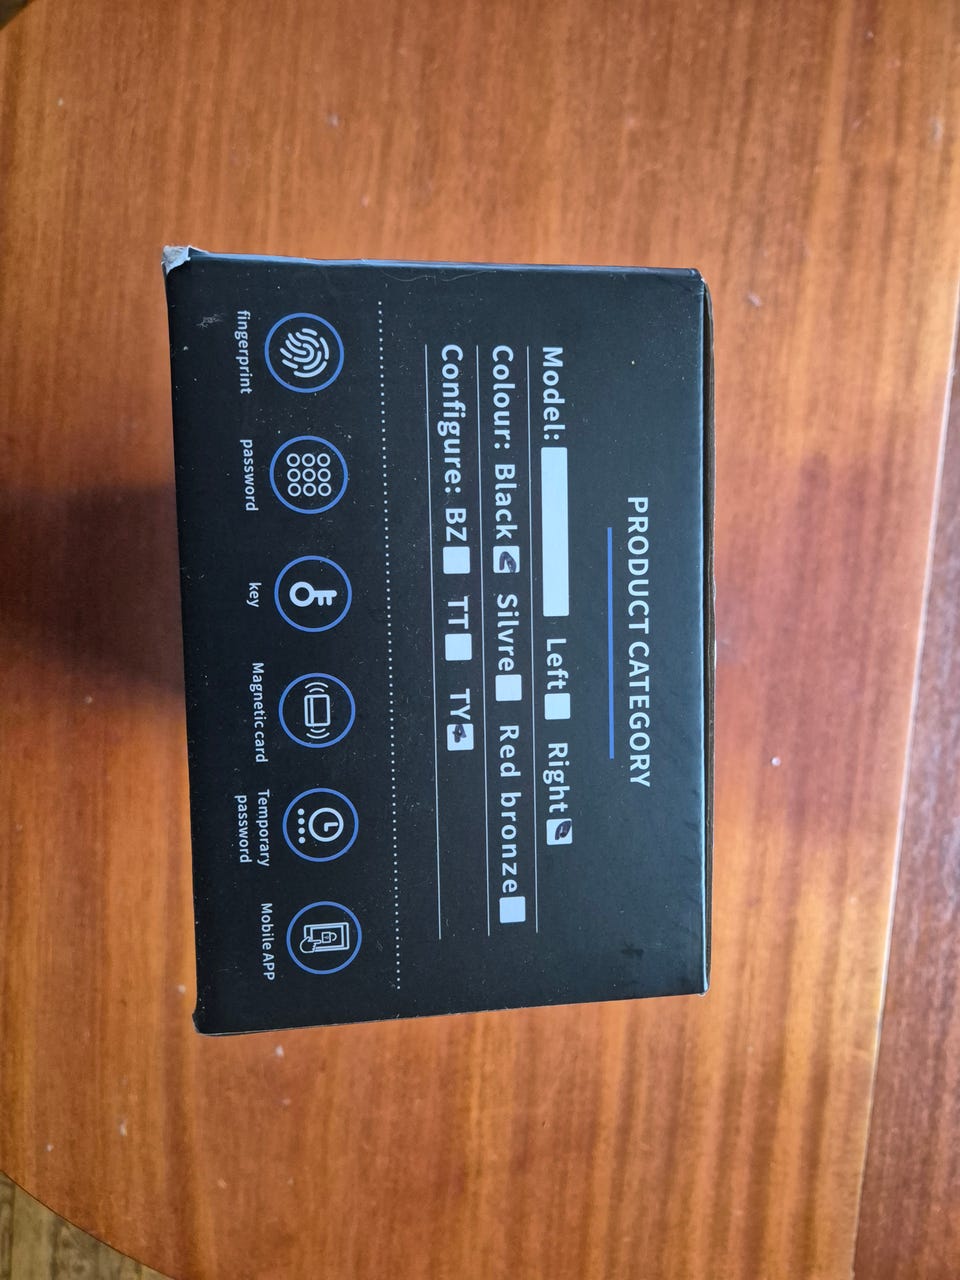 PRODUCT CATEGORY
Model: Left Right
Colour: Black Silvre Red bronze
Configure: BZ TT TY
fingerprint
password
key
Magnetic card
Temporary
password
Mobile APP